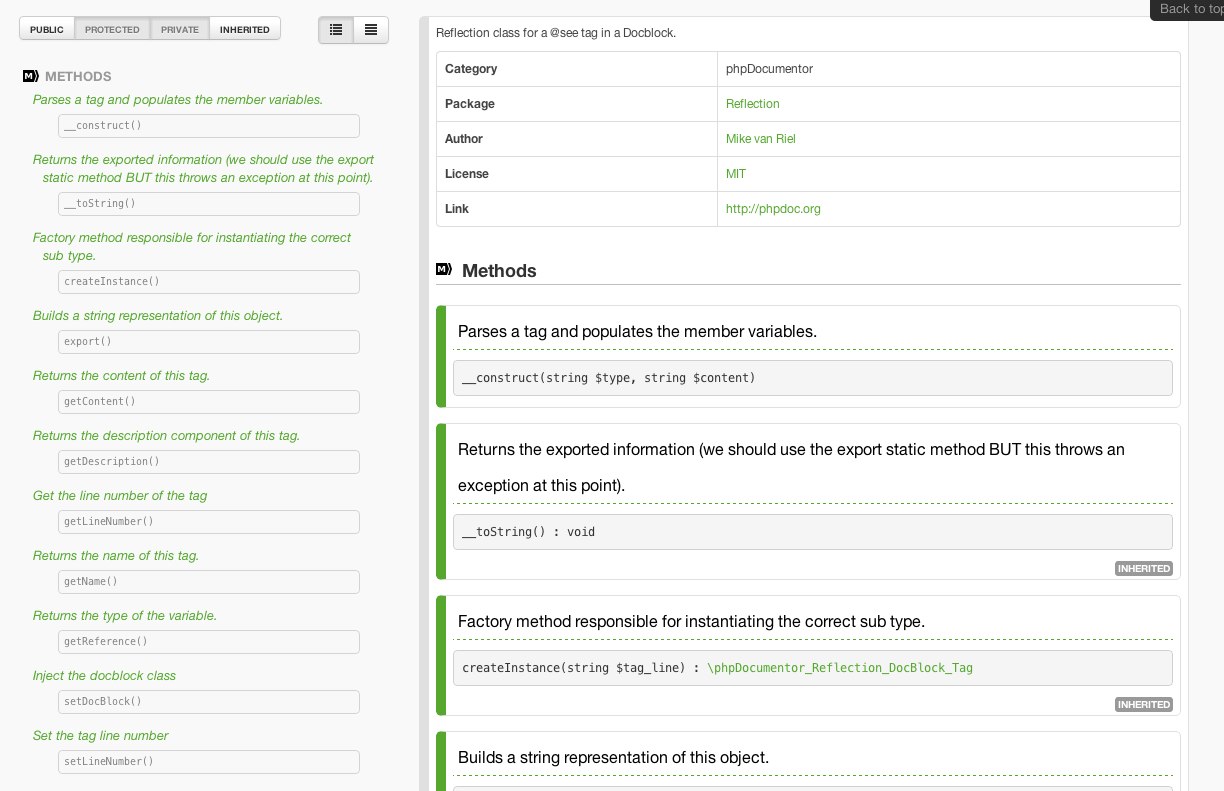 PUBLIC PROTECTED PRIVATE INHERITED
M METHODS
Parses a tag and populates the member variables.
__construct()
Returns the exported information (we should use the export
static method BUT this throws an exception at this point).
__toString()
Factory method responsible for instantiating the correct
sub type.
createInstance()
Builds a string representation of this object.
export()
Returns the content of this tag.
getContent()
Returns the description component of this tag.
getDescription()
Get the line number of the tag
getLineNumber()
Returns the name of this tag.
getName()
Returns the type of the variable.
getReference()
Inject the docblock class
setDocBlock()
Set the tag line number
setLineNumber()
Back to top
Reflection class for a @see tag in a Docblock.
Category phpDocumentor
Package Reflection
Author Mike van Riel
License MIT
Link http://phpdoc.org
M Methods
Parses a tag and populates the member variables.
__construct(string $type, string $content)
Returns the exported information (we should use the export static method BUT this throws an
exception at this point).
__toString() : void
INHERITED
Factory method responsible for instantiating the correct sub type.
createInstance(string $tag_line) : \phpDocumentor_Reflection_DocBlock_Tag
INHERITED
Builds a string representation of this object.